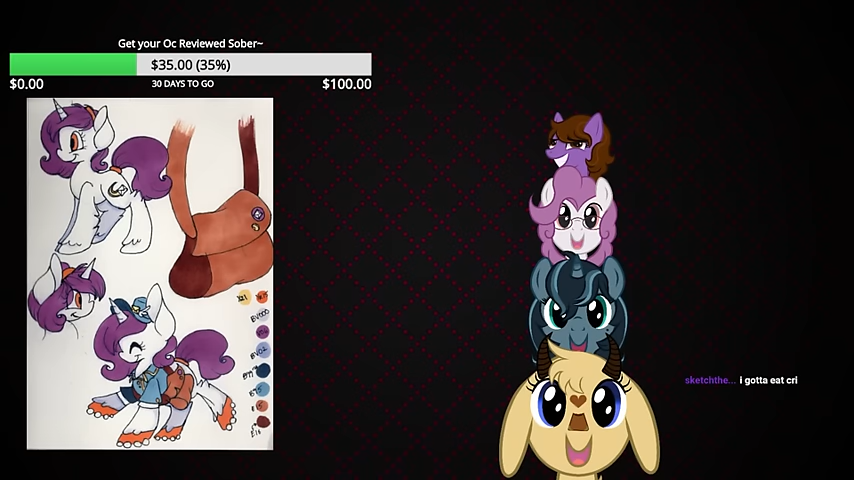 Get your Oc Reviewed Sober~
$35.00 (35%)
$0.00
30 DAYS TO GO
$100.00
BV000
sketchthe... i gotta eat cri